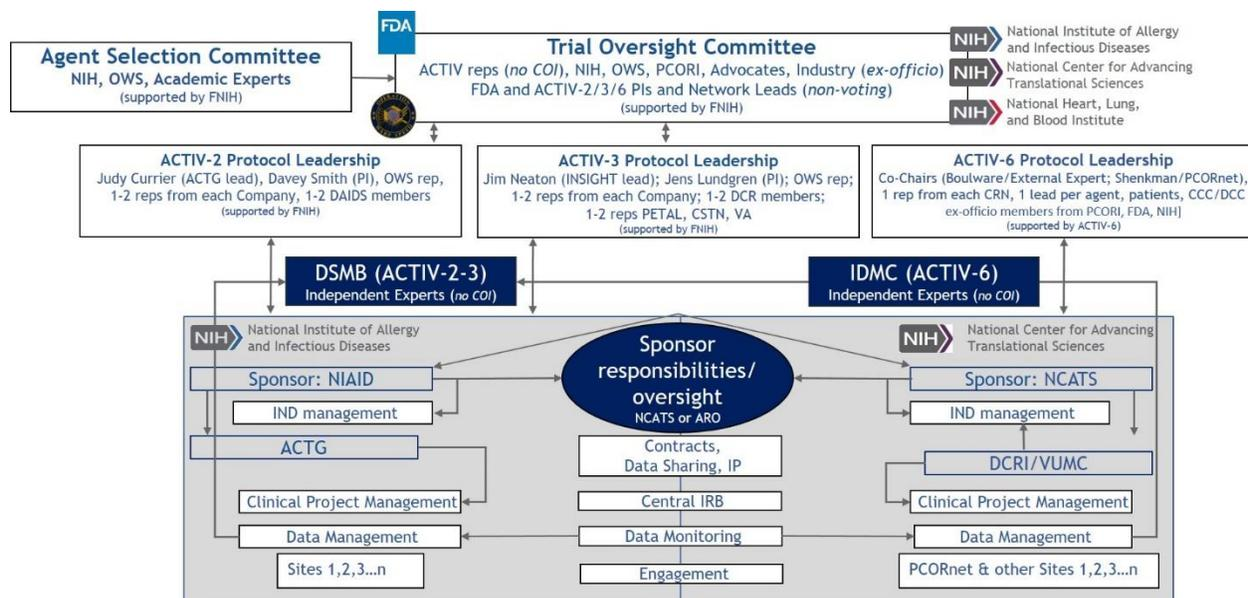 FDA
Agent Selection Committee
NIH, OWS, Academic Experts
(supported by FNIH)
Trial Oversight Committee
ACTIV reps (no COI), NIH, OWS, PCORI, Advocates, Industry (ex-officio)
FDA and ACTIV-2/3/6 PIs and Network Leads (non-voting)
(supported by FNIH)
NIH
National Institute of Allergy
and Infectious Diseases
NIH
National Center for Advancing
Translational Sciences
NIH
National Heart, Lung,
and Blood Institute
ACTIV-2 Protocol Leadership
Judy Currier (ACTG lead), Davey Smith (PI), OWS rep,
1-2 reps from each Company, 1-2 DAIDS members
(supported by FNIH)
ACTIV-3 Protocol Leadership
Jim Neaton (INSIGHT lead); Jens Lundgren (PI); OWS rep;
1-2 reps from each Company; 1-2 DCR members;
1-2 reps PETAL, CSTN, VA
(supported by FNIH)
ACTIV-6 Protocol Leadership
Co-Chairs (Boulware/External Expert; Shenkman/PCORnet),
1 rep from each CRN, 1 lead per agent, patients, CCC/DCC
ex-officio members from PCORI, FDA, NIH]
(supported by ACTIV-6)
DSMB (ACTIV-2-3)
Independent Experts (no COI)
IDMC (ACTIV-6)
Independent Experts (no COI)
NIH
National Institute of Allergy
and Infectious Diseases
NIH
National Center for Advancing
Translational Sciences
Sponsor: NIAID
IND management
ACTG
Clinical Project Management
Data Management
Sites 1,2,3...n
Sponsor
responsibilities/
oversight
NCATS or ARO
Contracts,
Data Sharing, IP
Central IRB
Data Monitoring
Engagement
Sponsor: NCATS
IND management
DCRI/VUMC
Clinical Project Management
Data Management
PCORnet & other Sites 1,2,3...n